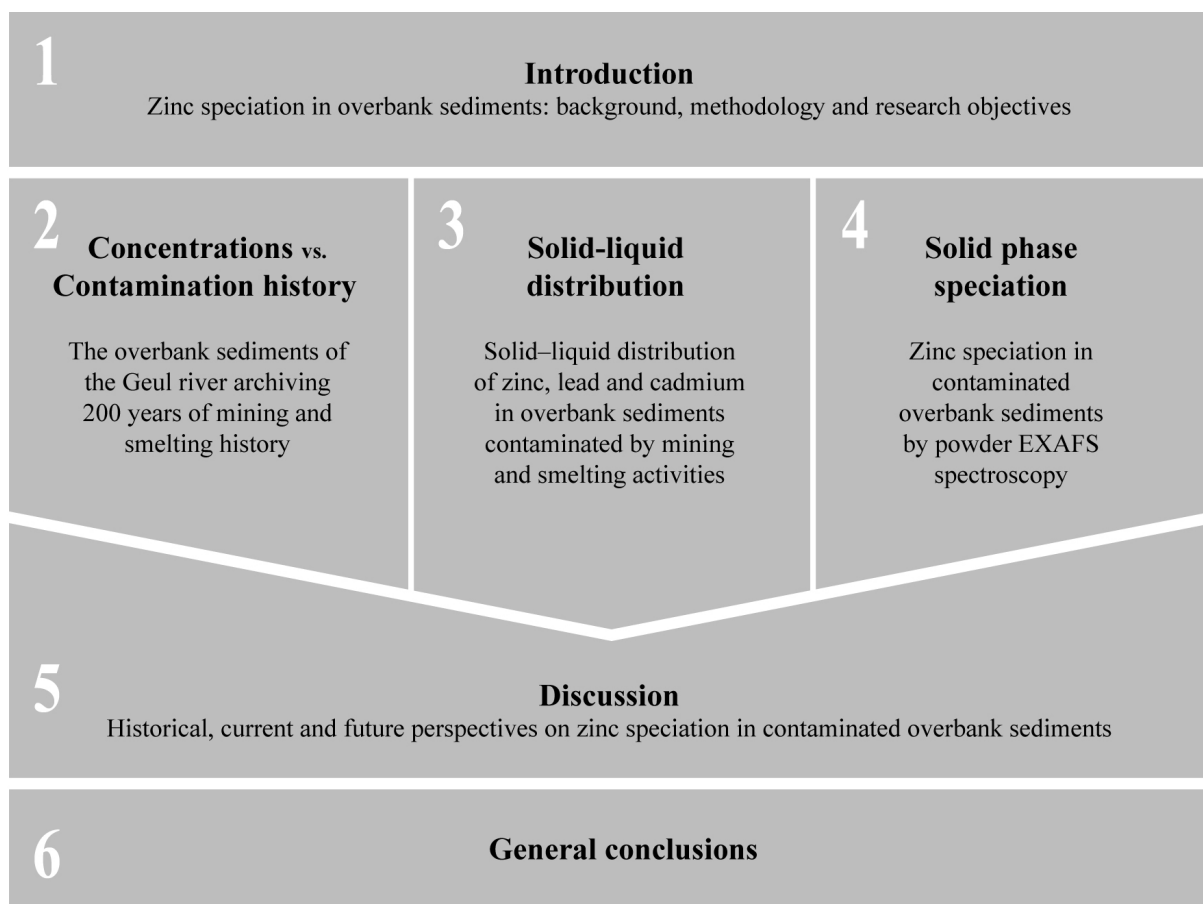 1
Introduction
Zinc speciation in overbank sediments: background, methodology and research objectives
2
Concentrations vs.
Contamination history
The overbank sediments of
the Geul river archiving
200 years of mining and
smelting history
3
Solid-liquid
distribution
Solid–liquid distribution
of zinc, lead and cadmium
in overbank sediments
contaminated by mining
and smelting activities
4
Solid phase
speciation
Zinc speciation in
contaminated
overbank sediments
by powder EXAFS
spectroscopy
5
Discussion
Historical, current and future perspectives on zinc speciation in contaminated overbank sediments
6
General conclusions